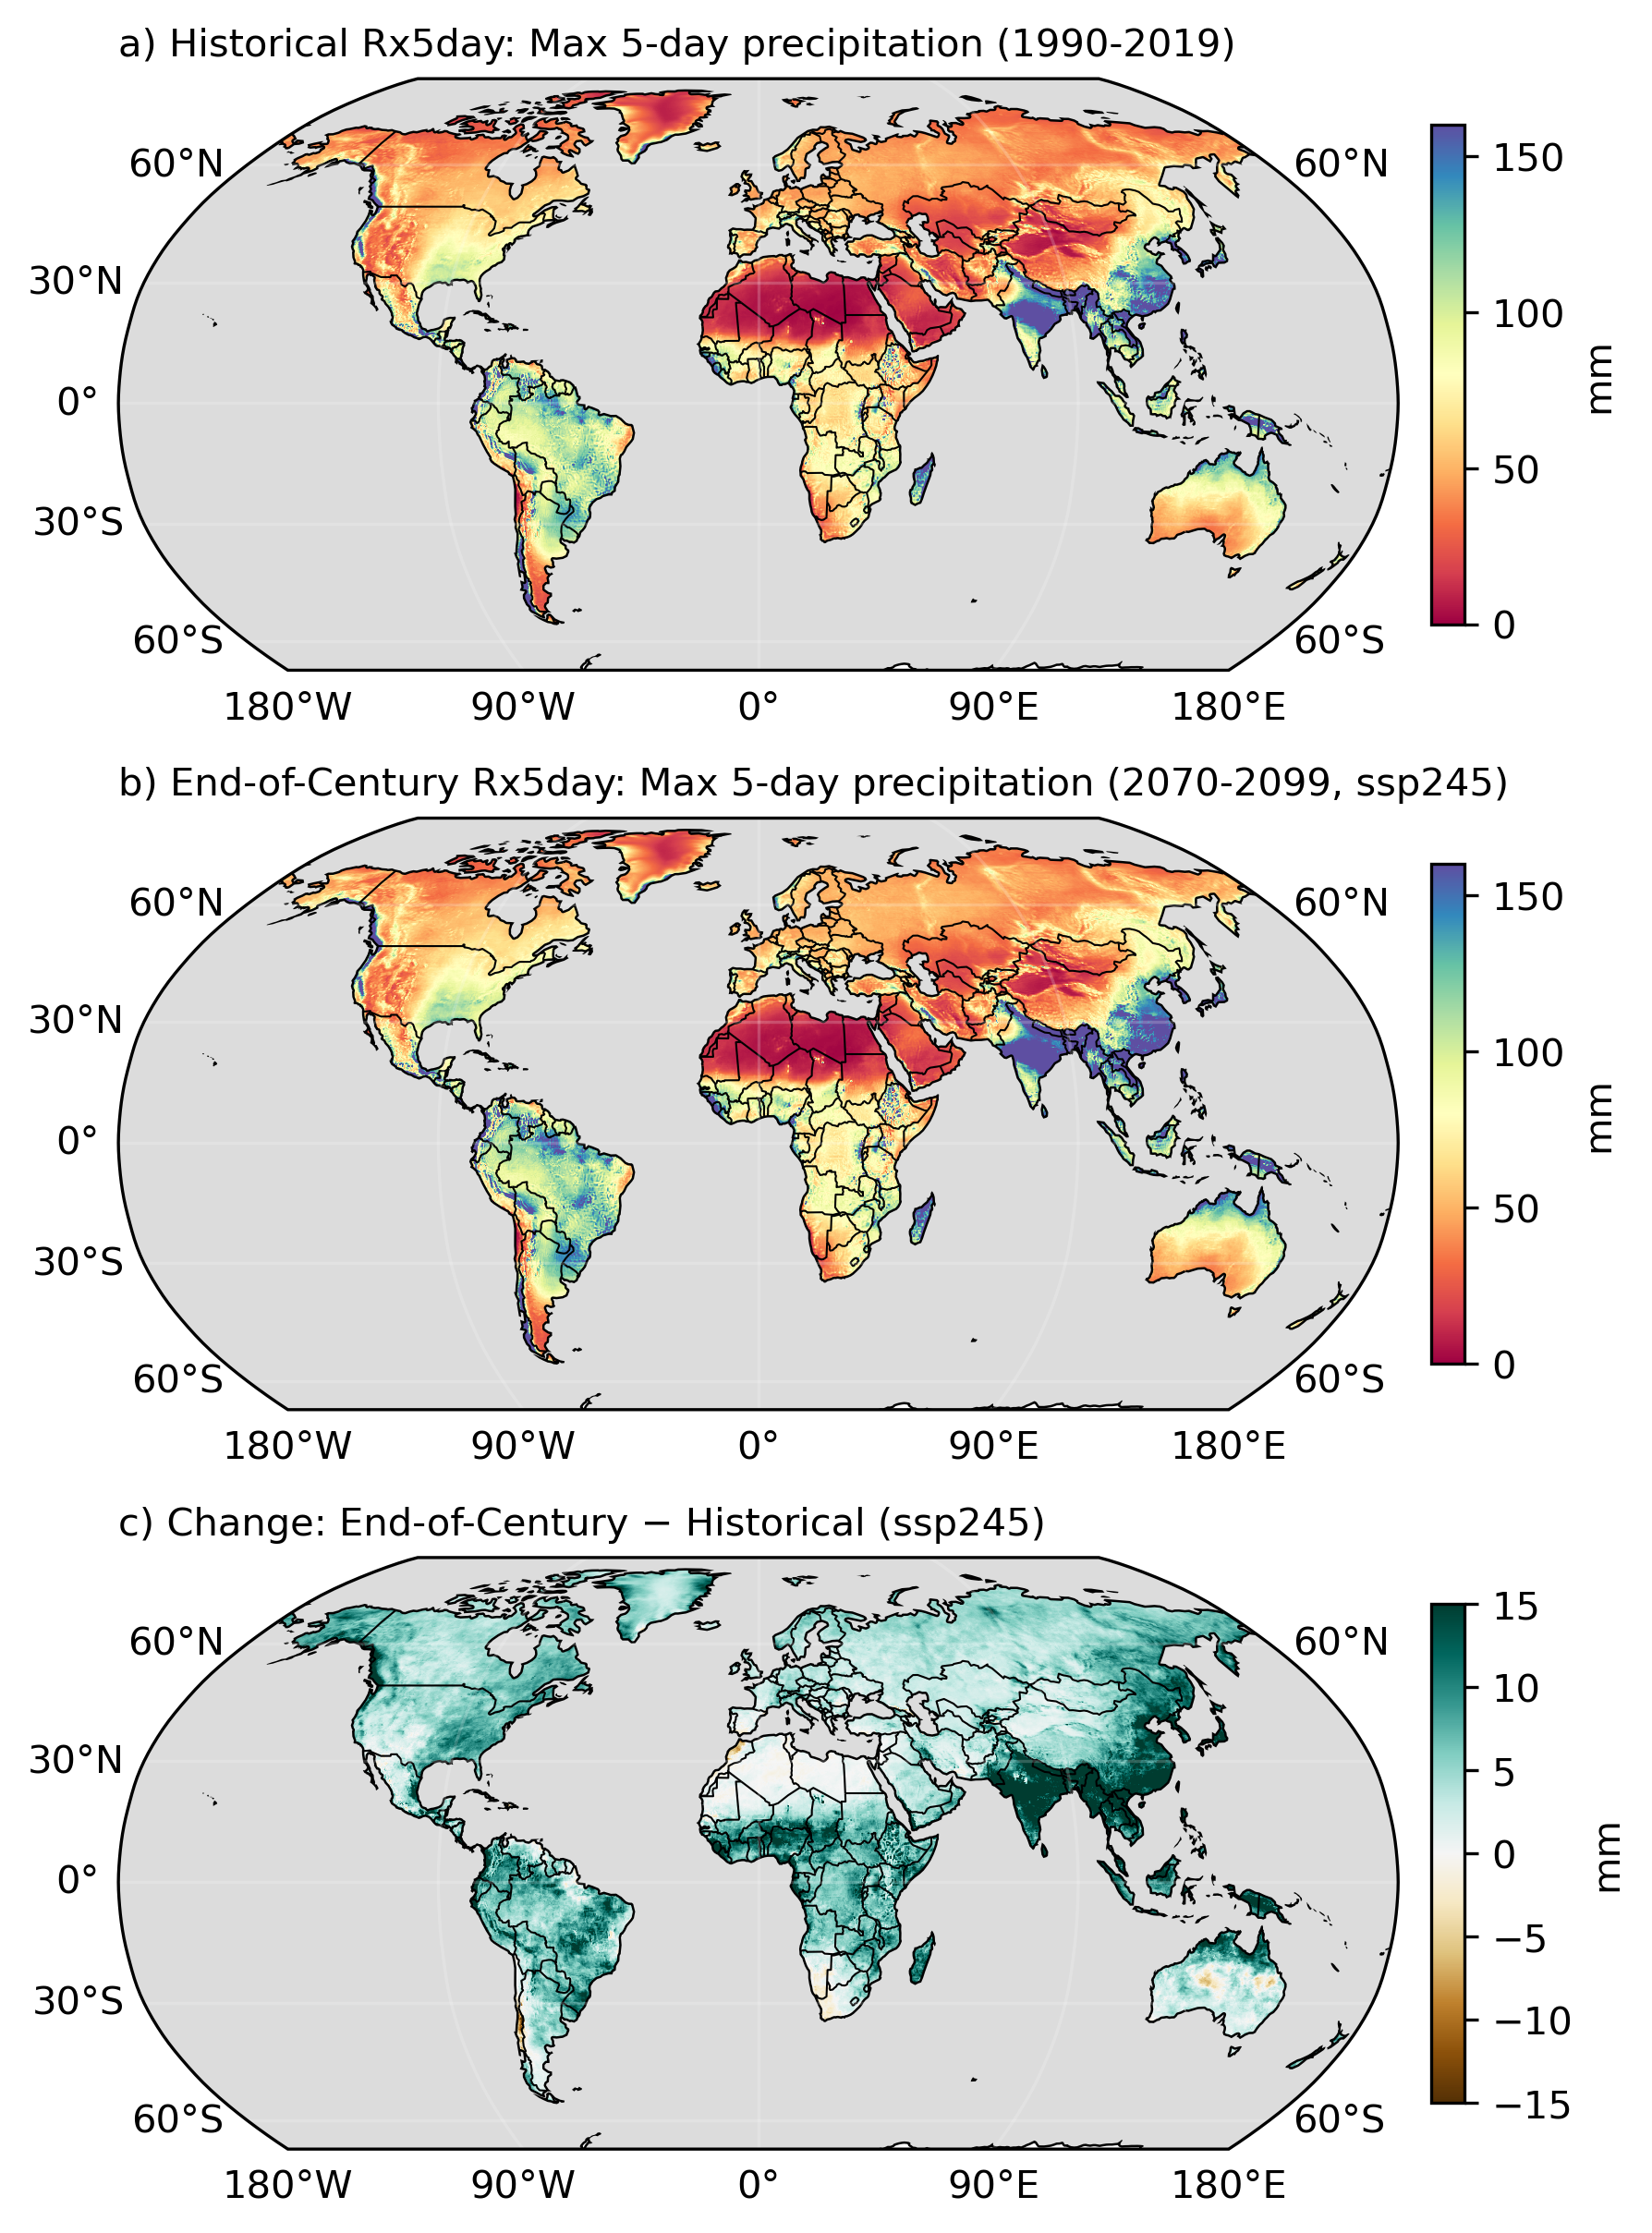 a) Historical Rx5day: Max 5-day precipitation (1990-2019)
60°N 60°N
30°N
0°
30°S
60°S 60°S
180°W 90°W 0° 90°E 180°E
150
100
50
0
mm
b) End-of-Century Rx5day: Max 5-day precipitation (2070-2099, ssp245)
60°N 60°N
30°N
0°
30°S
60°S 60°S
180°W 90°W 0° 90°E 180°E
150
100
50
0
mm
c) Change: End-of-Century − Historical (ssp245)
60°N 60°N
30°N
0°
30°S
60°S 60°S
180°W 90°W 0° 90°E 180°E
15
10
5
0
−5
−10
−15
mm